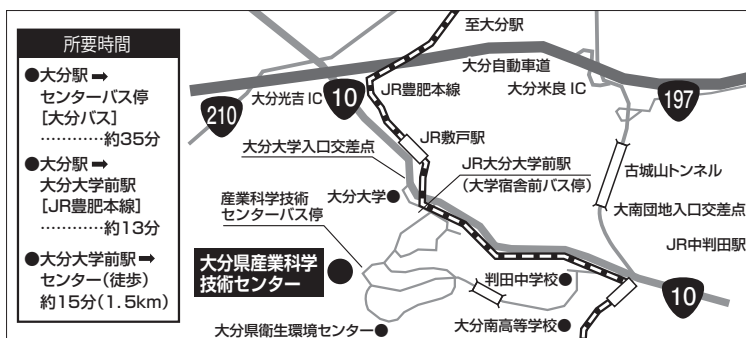 所要時間
●大分駅➡
センターバス停
[大分バス]
…………約35分
●大分駅➡
大分大学前駅
[JR豊肥本線]
…………約13分
●大分大学前駅➡
センター(徒歩)
約15分(1.5km)
至大分駅
大分自動車道
210
大分光吉IC
10
JR豊肥本線
大分米良IC
197
大分大学入口交差点
JR敷戸駅
JR大分大学前駅
(大学宿舎前バス停)
古城山トンネル
産業科学技術
センターバス停
大分大学●
大南団地入口交差点
JR中判田駅
大分県産業科学
技術センター
判田中学校●
10
大分県衛生環境センター●
大分南高等学校●